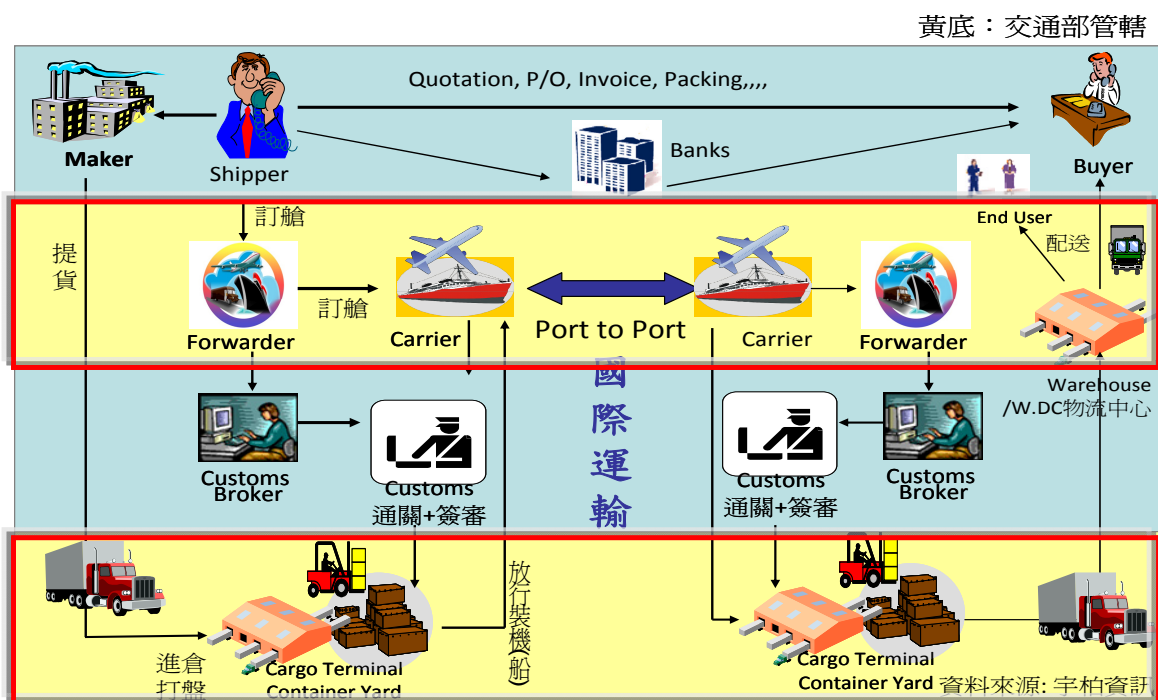 黃底：交通部管轄
Quotation, P/O, Invoice, Packing,,,,
Maker
Shipper
Banks
Buyer
訂艙
提貨
End User
配送
訂艙
Forwarder
Carrier
Port to Port
Carrier
Forwarder
國際運輸
Warehouse
/W.DC物流中心
Customs
Broker
Customs
通關+簽審
Customs
通關+簽審
Customs
Broker
放行裝機(船)
進倉
打盤
Cargo Terminal
Container Yard
Cargo Terminal
Container Yard
資料來源: 宇柏資訊